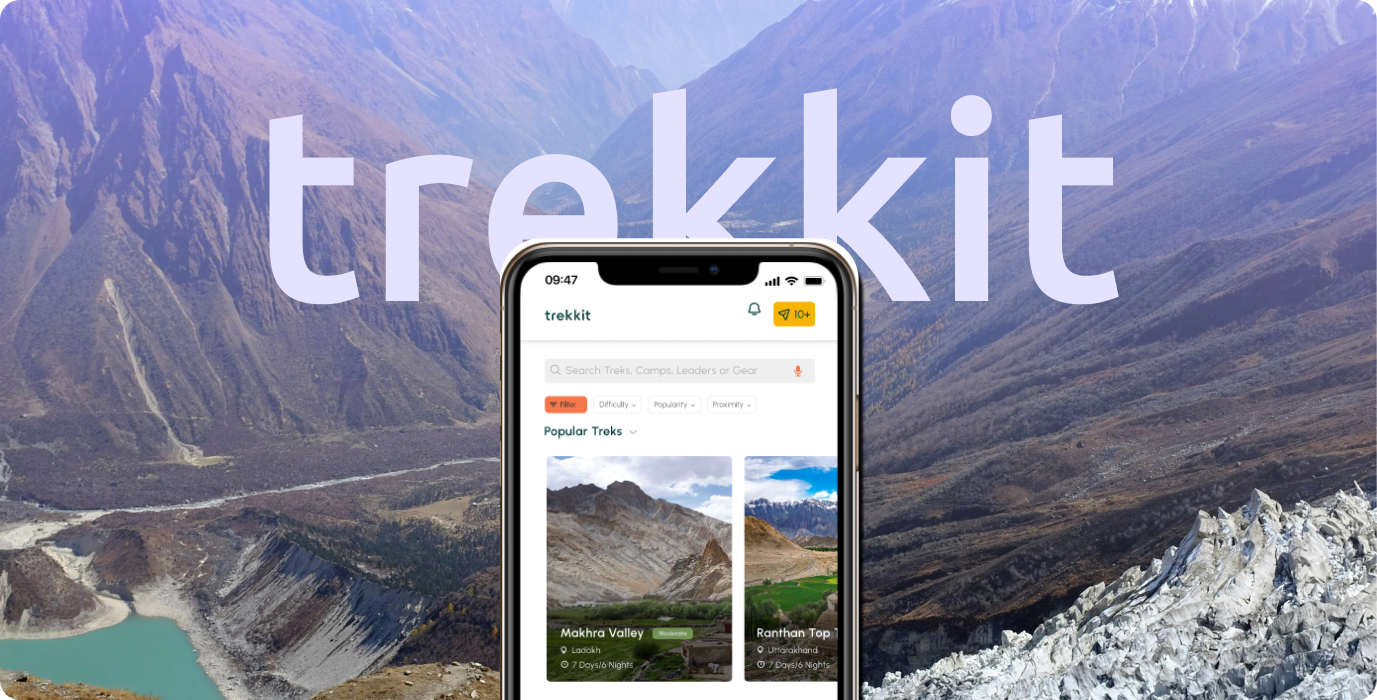 trekkit
09:47
trekkit
10+
Search Treks, Camps, Leaders or Gear
Filter Difficulty Popularity Proximity
Popular Treks
Makhra Valley Moderate
Ladakh
7 Days/6 Nights
Ranthan Top T
Uttarakhand
7 Days/6 Nights